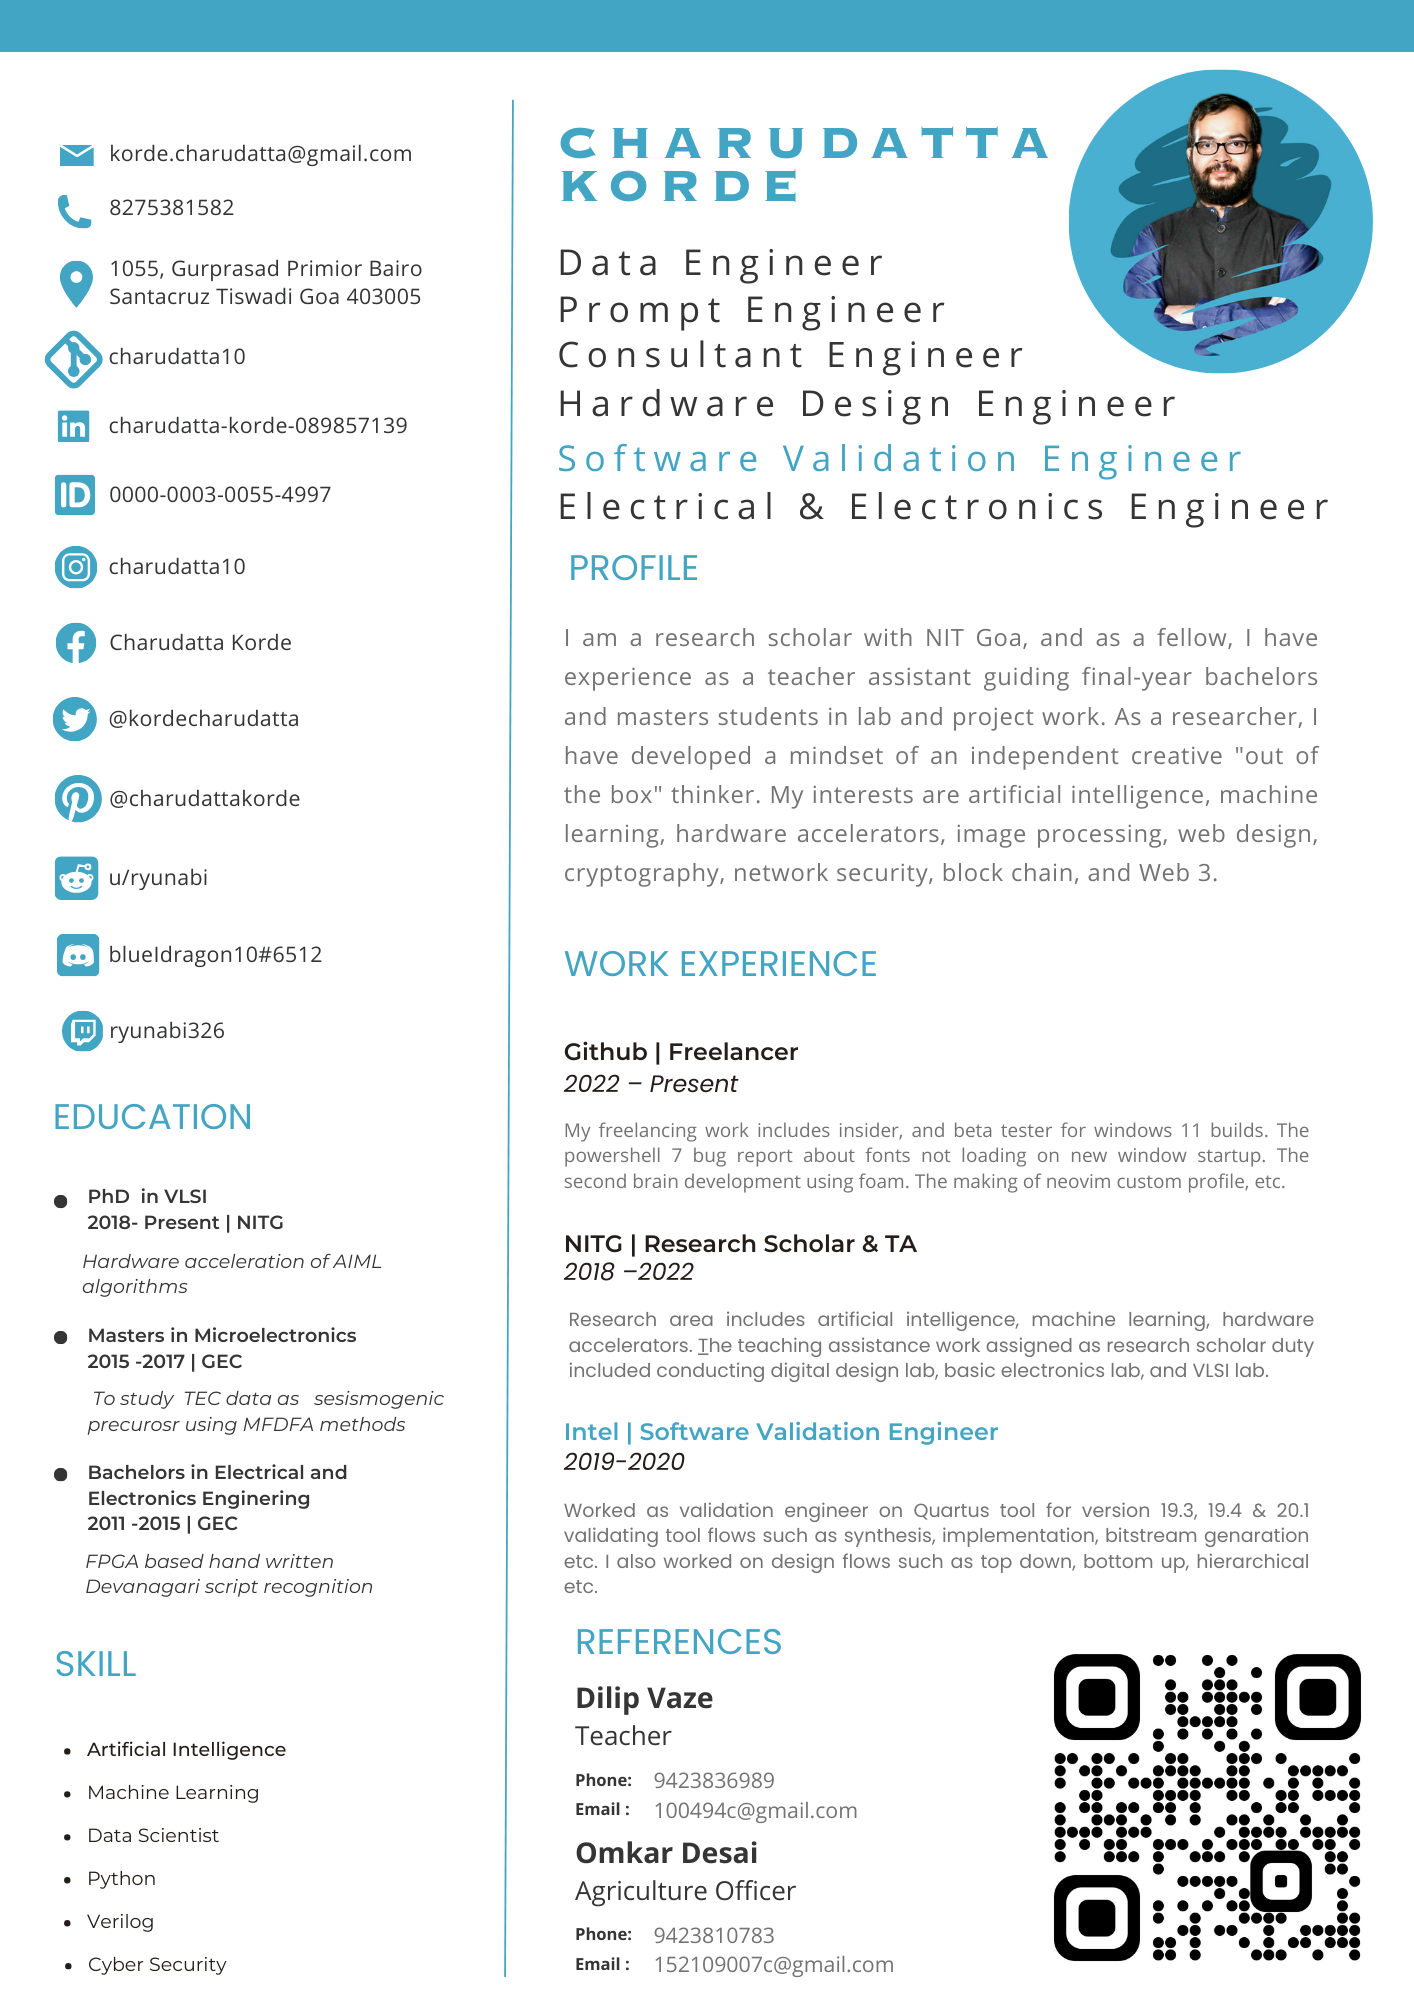 korde.charudatta@gmail.com
8275381582
1055, Gurprasad Primior Bairo
Santacruz Tiswadi Goa 403005
charudatta10
in charudatta-korde-089857139
ID 0000-0003-0055-4997
charudatta10
Charudatta Korde
@kordecharudatta
@charudattakorde
u/ryunabi
blueIdragon10#6512
ryunabi326
EDUCATION
PhD in VLSI
2018- Present | NITG
Hardware acceleration of AIML
algorithms
Masters in Microelectronics
2015 -2017 | GEC
To study TEC data as sesismogenic
precurosr using MFDFA methods
Bachelors in Electrical and
Electronics Enginering
2011 -2015 | GEC
FPGA based hand written
Devanagari script recognition
SKILL
Artificial Intelligence
Machine Learning
Data Scientist
Python
Verilog
Cyber Security
CHARUDATTA
KORDE
Data Engineer
Prompt Engineer
Consultant Engineer
Hardware Design Engineer
Software Validation Engineer
Electrical & Electronics Engineer
PROFILE
I am a research scholar with NIT Goa, and as a fellow, I have
experience as a teacher assistant guiding final-year bachelors
and masters students in lab and project work. As a researcher, I
have developed a mindset of an independent creative "out of
the box" thinker. My interests are artificial intelligence, machine
learning, hardware accelerators, image processing, web design,
cryptography, network security, block chain, and Web 3.
WORK EXPERIENCE
Github | Freelancer
2022 – Present
My freelancing work includes insider, and beta tester for windows 11 builds. The
powershell 7 bug report about fonts not loading on new window startup. The
second brain development using foam. The making of neovim custom profile, etc.
NITG | Research Scholar & TA
2018 –2022
Research area includes artificial intelligence, machine learning, hardware
accelerators. The teaching assistance work assigned as research scholar duty
included conducting digital design lab, basic electronics lab, and VLSI lab.
Intel | Software Validation Engineer
2019-2020
Worked as validation engineer on Quartus tool for version 19.3, 19.4 & 20.1
validating tool flows such as synthesis, implementation, bitstream genaration
etc. I also worked on design flows such as top down, bottom up, hierarchical
etc.
REFERENCES
Dilip Vaze
Teacher
Phone: 9423836989
Email : 100494c@gmail.com
Omkar Desai
Agriculture Officer
Phone: 9423810783
Email : 152109007c@gmail.com